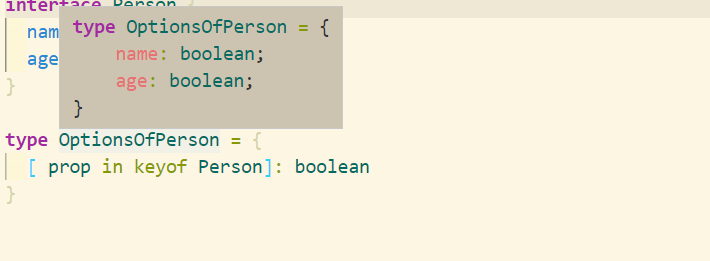 interface Person {
nam
age
}
type OptionsOfPerson = {
name: boolean;
age: boolean;
}
type OptionsOfPerson = {
[ prop in keyof Person]: boolean
}